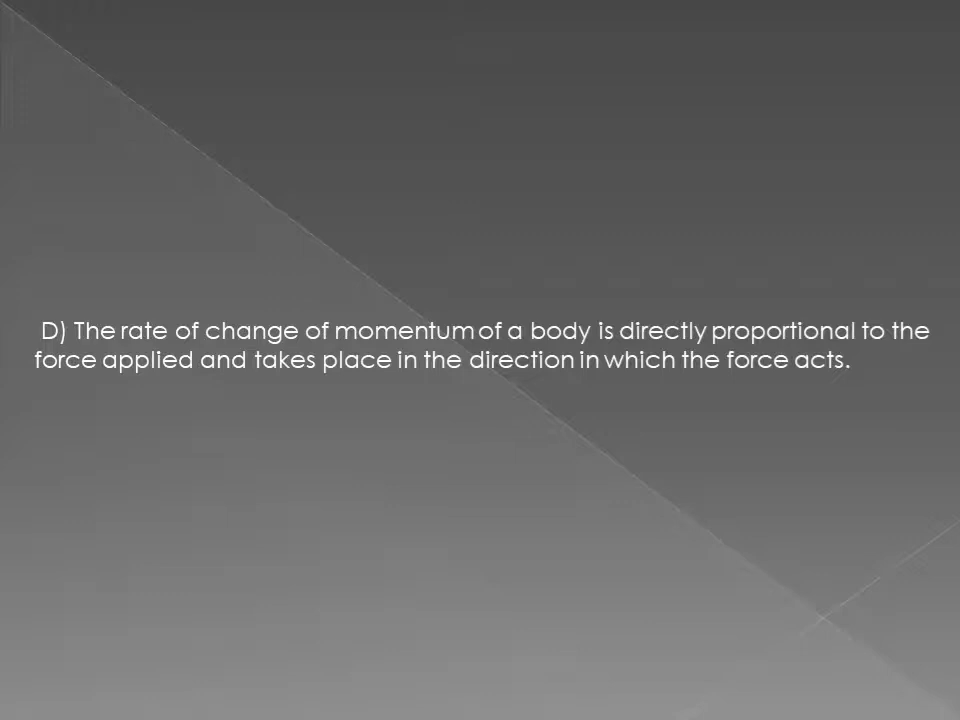 D) The rate of change of momentum of a body is directly proportional to the
force applied and takes place in the direction in which the force acts.